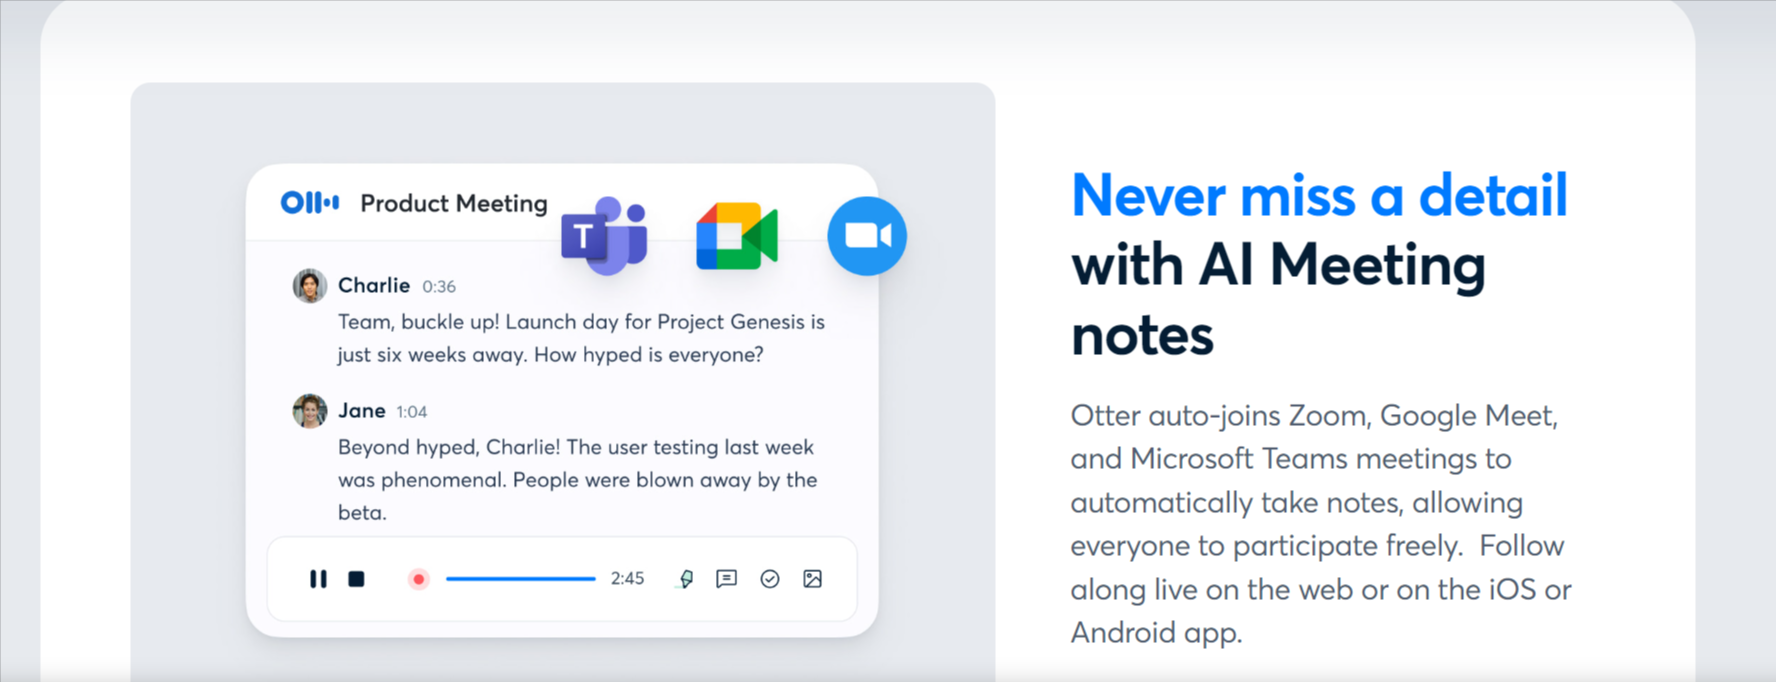 Product Meeting
T
Charlie 0:36
Team, buckle up! Launch day for Project Genesis is
just six weeks away. How hyped is everyone?
Jane 1:04
Beyond hyped, Charlie! The user testing last week
was phenomenal. People were blown away by the
beta.
2:45
Never miss a detail
with AI Meeting
notes
Otter auto-joins Zoom, Google Meet,
and Microsoft Teams meetings to
automatically take notes, allowing
everyone to participate freely.  Follow
along live on the web or on the iOS or
Android app.